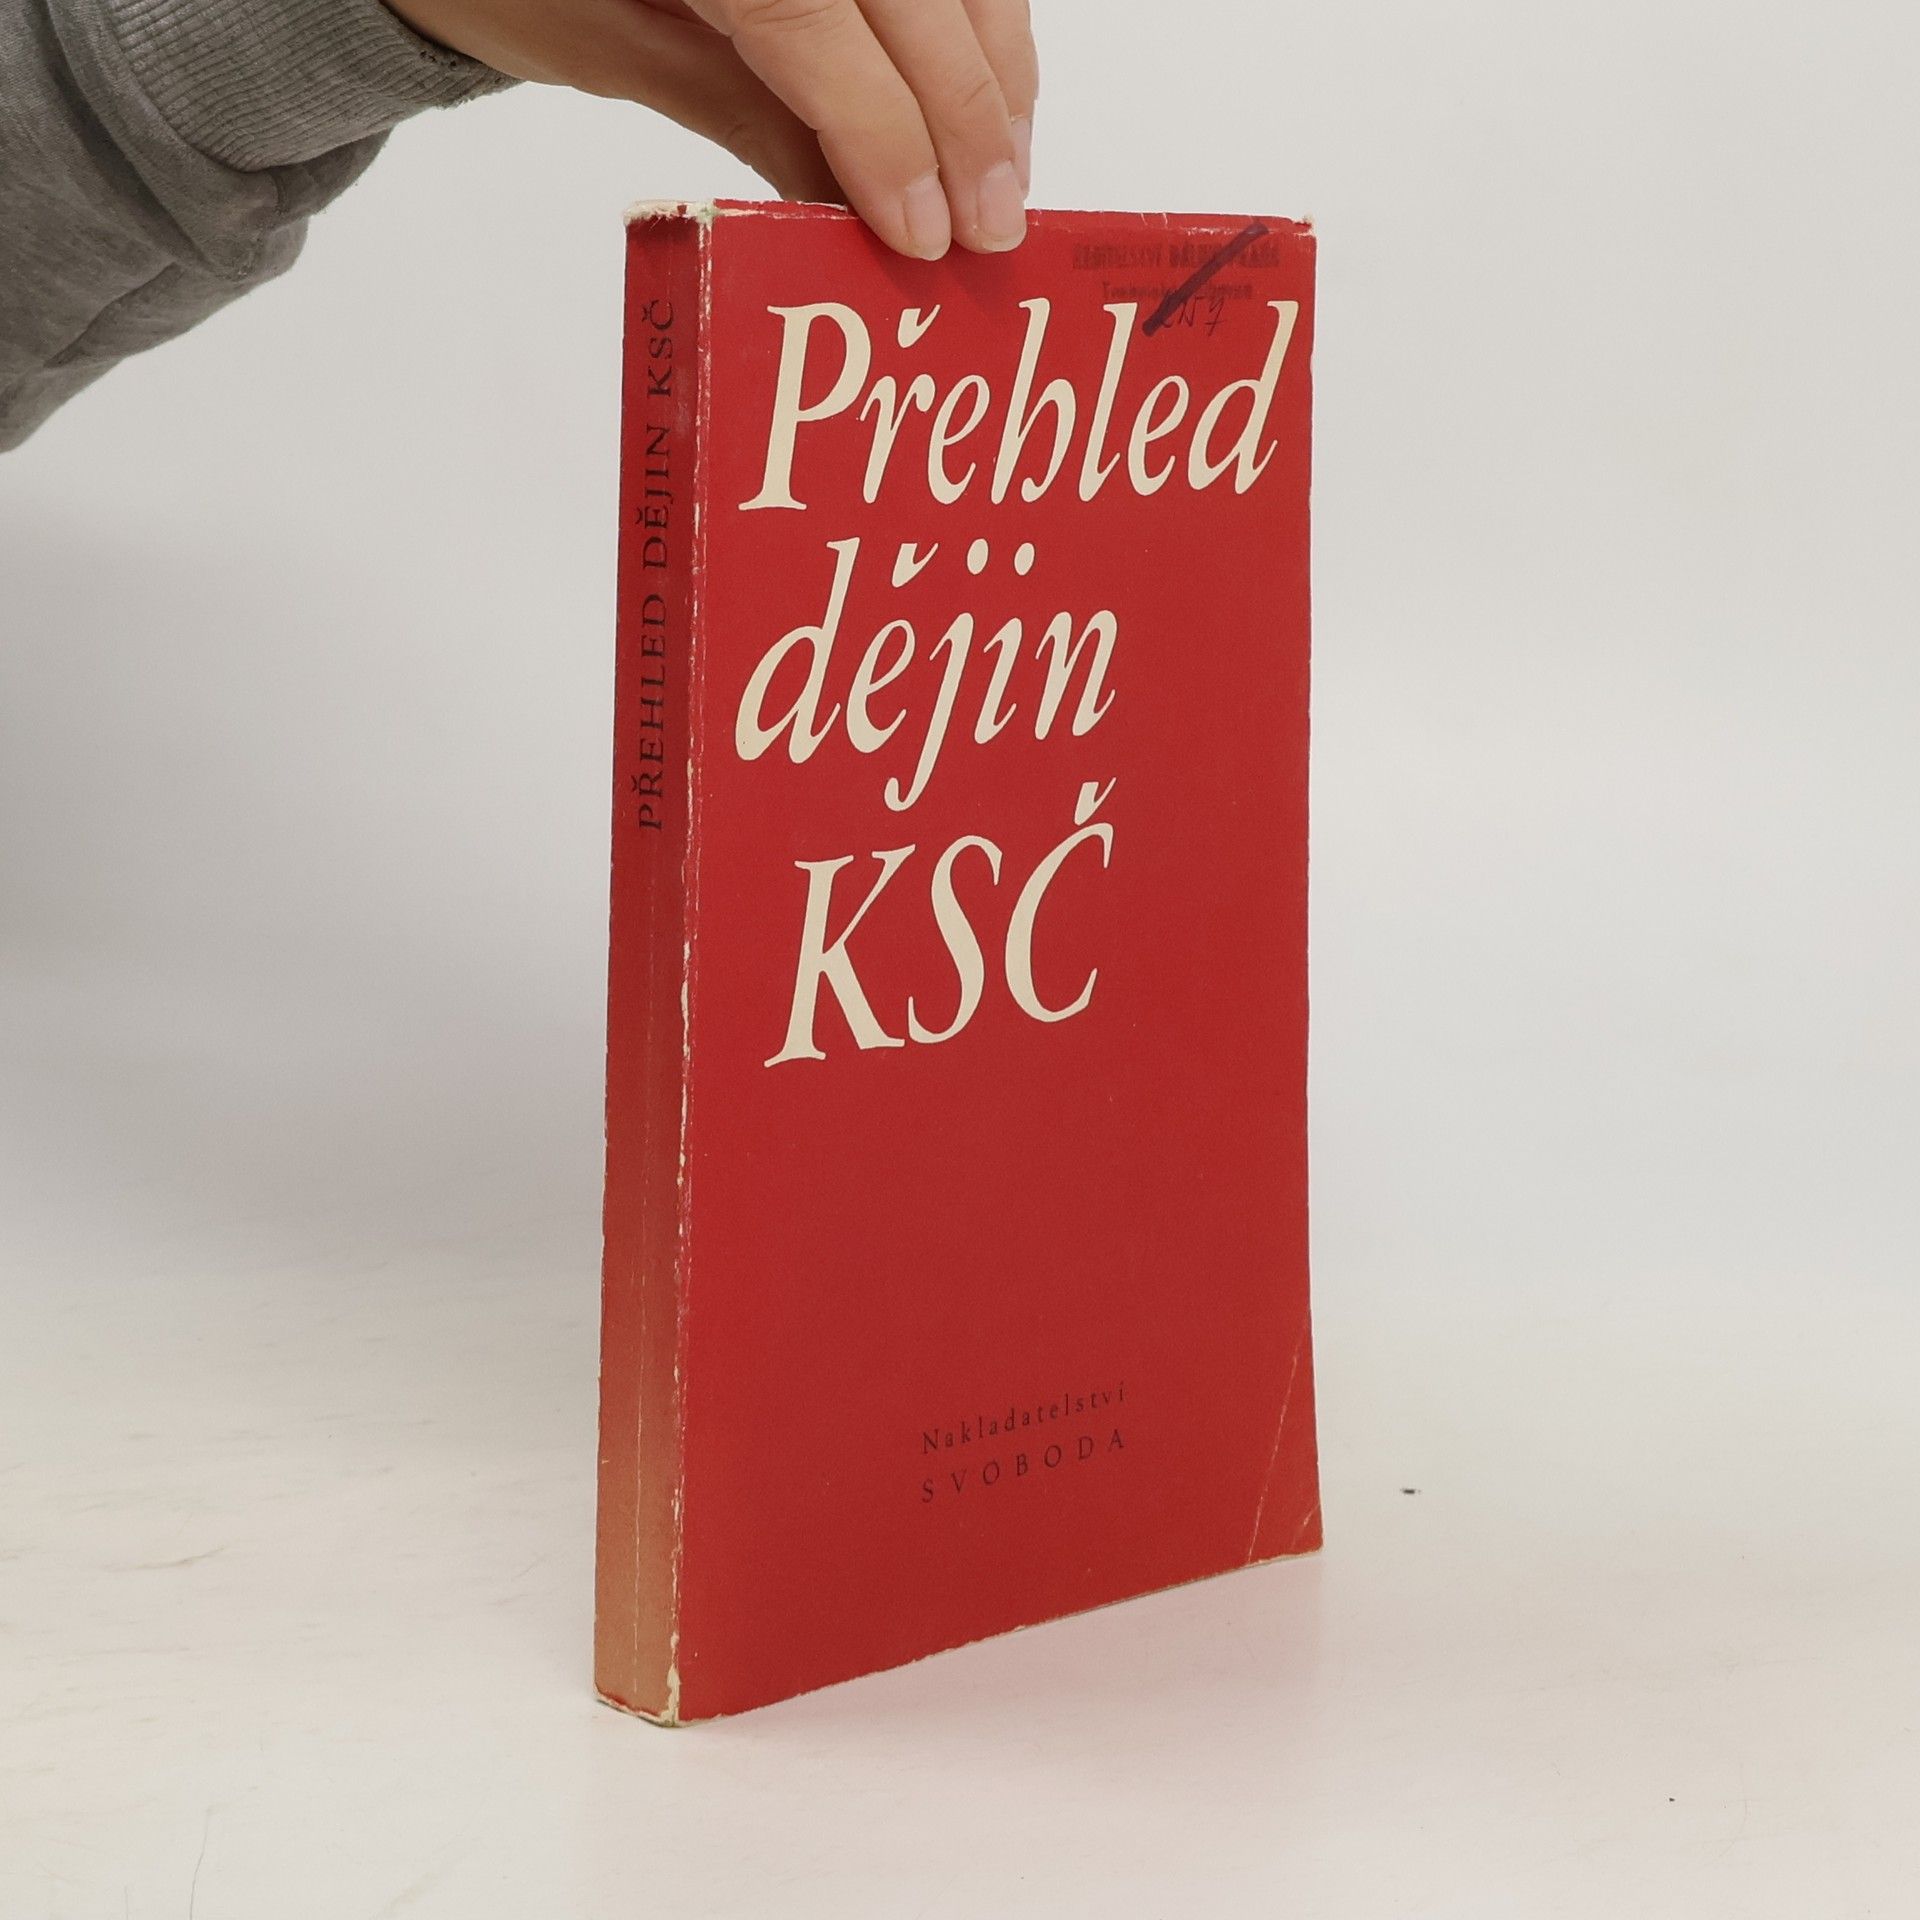 PŘEHLED DĚJIN KSČ
Přehled
dějin
KSČ
Nakladatelství
SVOBODA